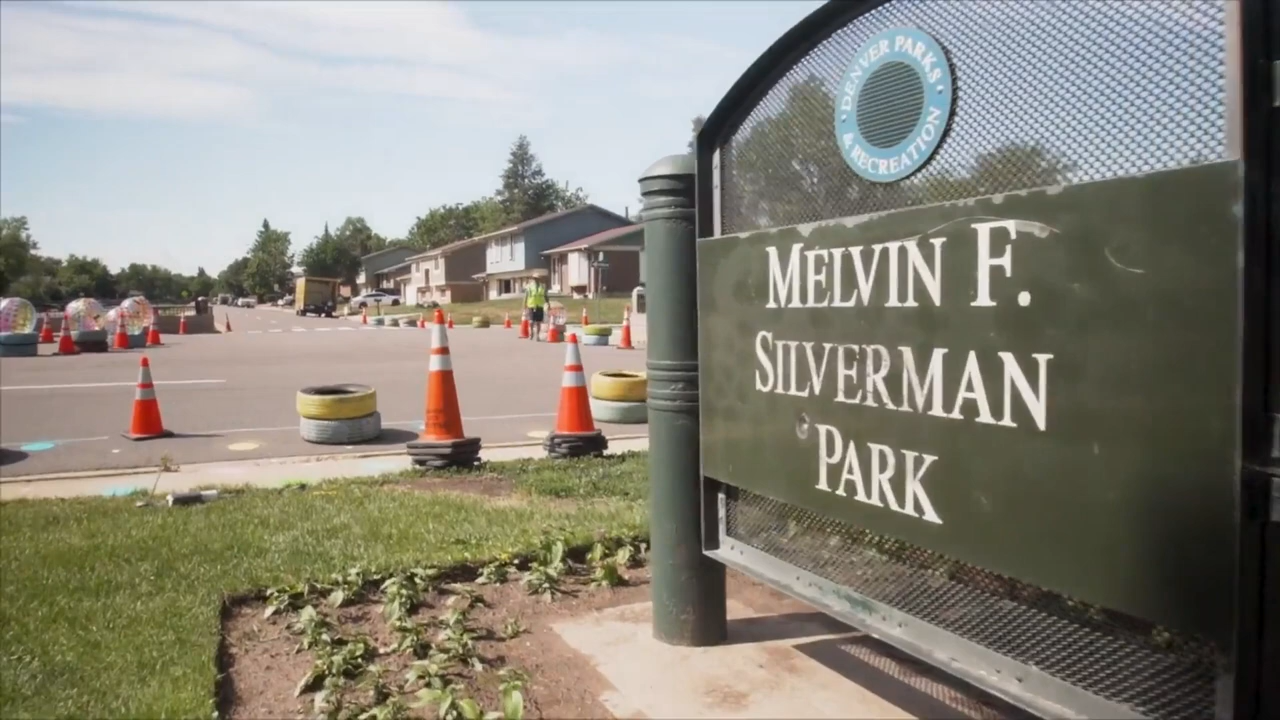 DENVER PARKS
& RECREATION
MELVIN F.
SILVERMAN
PARK